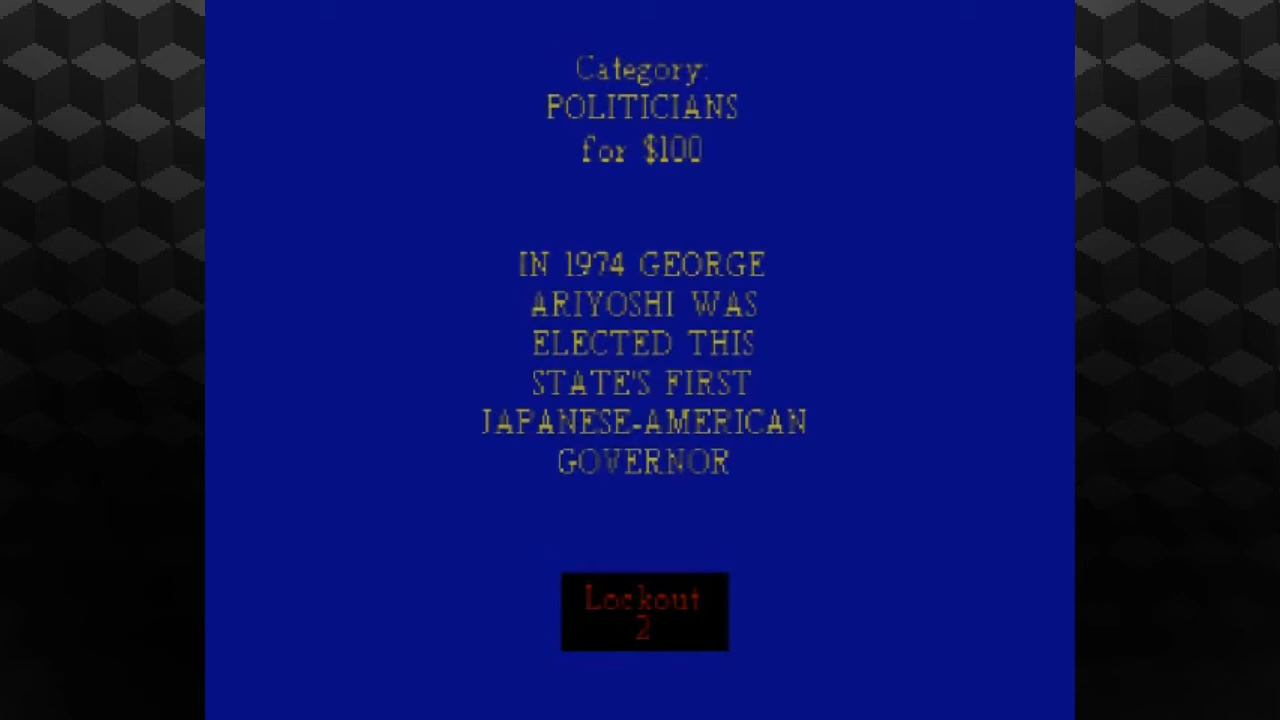 Category:
POLITICIANS
for $100
IN 1974 GEORGE
ARIYOSHI WAS
ELECTED THIS
STATE'S FIRST
JAPANESE-AMERICAN
GOVERNOR
Lockout
2